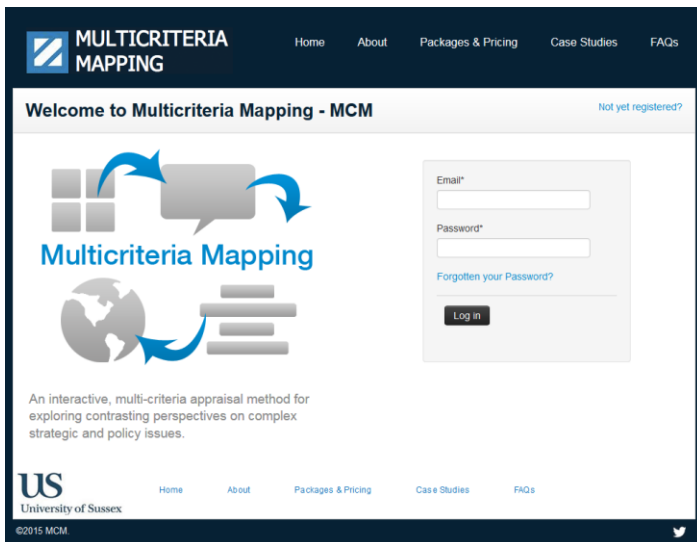 MULTICRITERIA
MAPPING
Home About Packages & Pricing Case Studies FAQs
Welcome to Multicriteria Mapping - MCM
Not yet registered?
Multicriteria Mapping
An interactive, multi-criteria appraisal method for
exploring contrasting perspectives on complex
strategic and policy issues.
Email*
Password*
Forgotten your Password?
Log in
US
University of Sussex
Home About Packages & Pricing Case Studies FAQs
©2015 MCM.